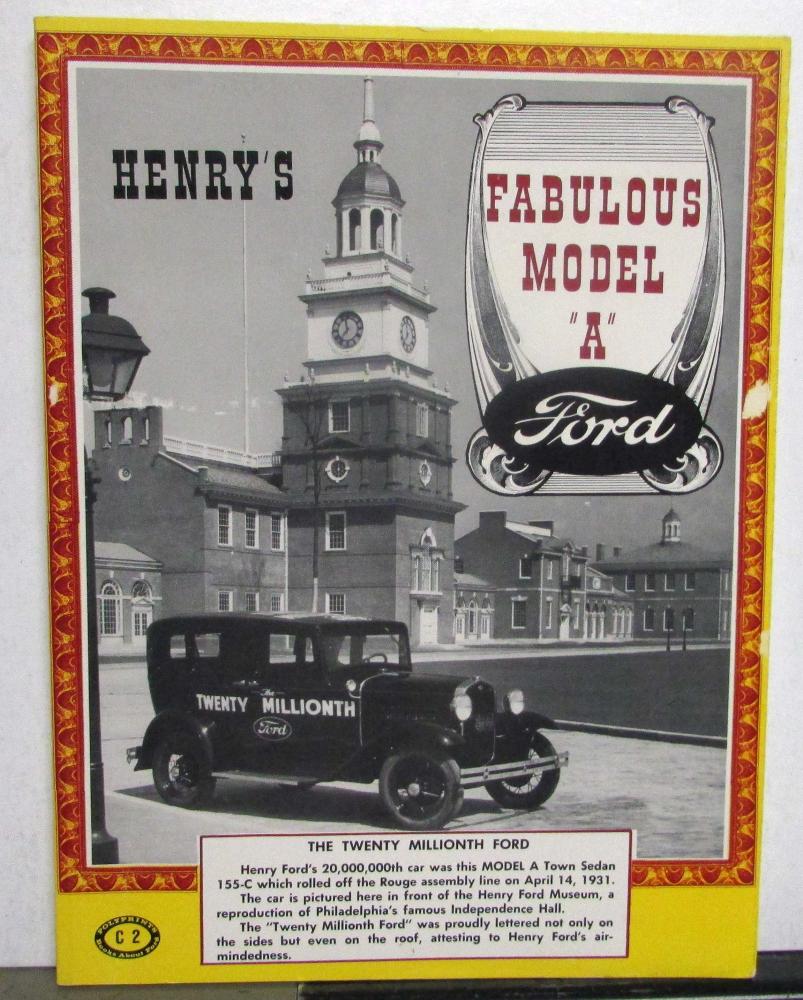 HENRY'S
FABULOUS
MODEL
"A"
Ford
The
TWENTY MILLIONTH
Ford
THE TWENTY MILLIONTH FORD
Henry Ford's 20,000,000th car was this MODEL A Town Sedan
155-C which rolled off the Rouge assembly line on April 14, 1931.
The car is pictured here in front of the Henry Ford Museum, a
reproduction of Philadelphia's famous Independence Hall.
The "Twenty Millionth Ford" was proudly lettered not only on
the sides but even on the roof, attesting to Henry Ford's air-
mindedness.
POLYPRINTS
C 2
Books About Ford